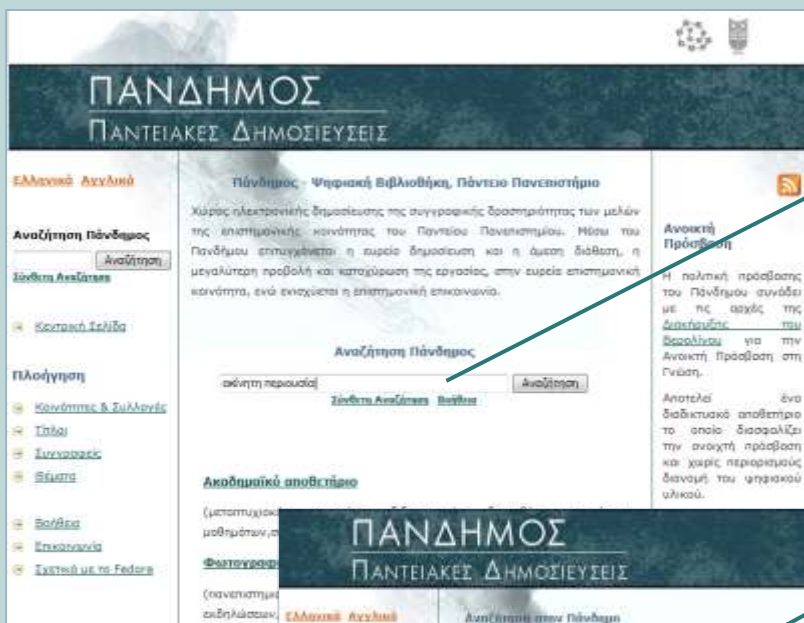 ΠΑΝΔΗΜΟΣ
ΠΑΝΤΕΙΑΚΕΣ ΔΗΜΟΣΙΕΥΣΕΙΣ
Ελληνικά Αγγλικά
Αναζήτηση Πάνδημος
Αναζήτηση
Σύνθετη Αναζήτηση
Κεντρική Σελίδα
Πλοήγηση
Κοινότητες & Συλλογές
Τίτλοι
Συγγραφείς
Θέματα
Βοήθεια
Επικοινωνία
Σχετικά με το Fedora
Πάνδημος - Ψηφιακή Βιβλιοθήκη, Πάντειο Πανεπιστήμιο
Χώρος ηλεκτρονικής δημοσίευσης της συγγραφικής δραστηριότητας των μελών
της επιστημονικής κοινότητας του Παντείου Πανεπιστημίου. Μέσω του
Πανδήμου επιτυγχάνεται η ευρεία δημοσίευση και η άμεση διάθεση, η
μεγαλύτερη προβολή και κατοχύρωση της εργασίας, στην ευρεία επιστημονική
κοινότητα, ενώ ενισχύεται η επιστημονική επικοινωνία.
Αναζήτηση Πάνδημος
ακίνητη περιουσία
Αναζήτηση
Σύνθετη Αναζήτηση Βοήθεια
Ακαδημαϊκό αποθετήριο
(μεταπτυχιακ
μαθημάτων,
Φωτογραφ
(πανεπιστημι
εκδηλώσεων,
Ανοικτή
Πρόσβαση
Η πολιτική πρόσβασης
του Πάνδημου συνάδει
με τις αρχές της
Διακήρυξης του
Βερολίνου για την
Ανοικτή Πρόσβαση στη
Γνώση.
Αποτελεί ένα
διαδικτυακό αποθετήριο
το οποίο διασφαλίζει
την ανοιχτή πρόσβαση
και χωρίς περιορισμούς
διανομή του ψηφιακού
υλικού.
ΠΑΝΔΗΜΟΣ
ΠΑΝΤΕΙΑΚΕΣ ΔΗΜΟΣΙΕΥΣΕΙΣ
Ελληνικά Αγγλικά
Αναζήτηση στον Πάνδημο